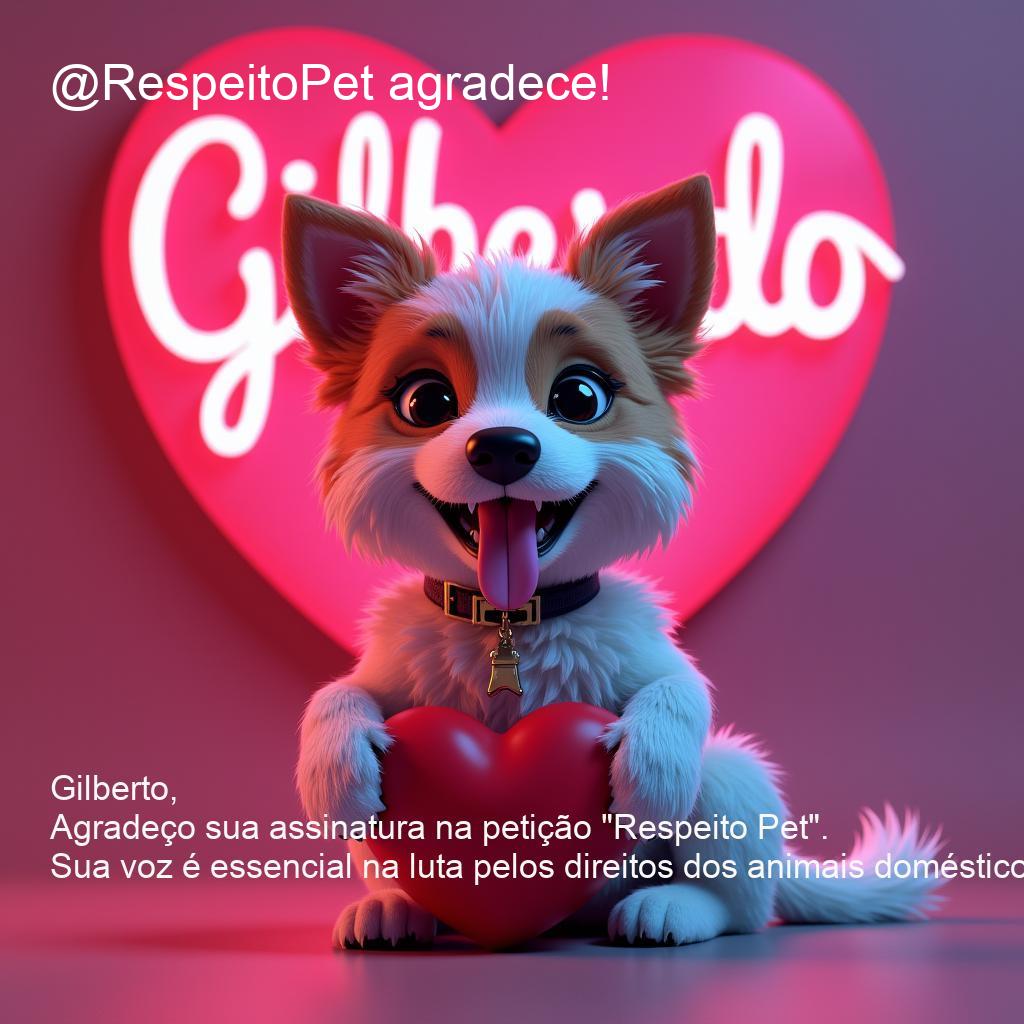 @RespeitoPet agradece!
Gilberto,
Agradeço sua assinatura na petição "Respeito Pet".
Sua voz é essencial na luta pelos direitos dos animais doméstico